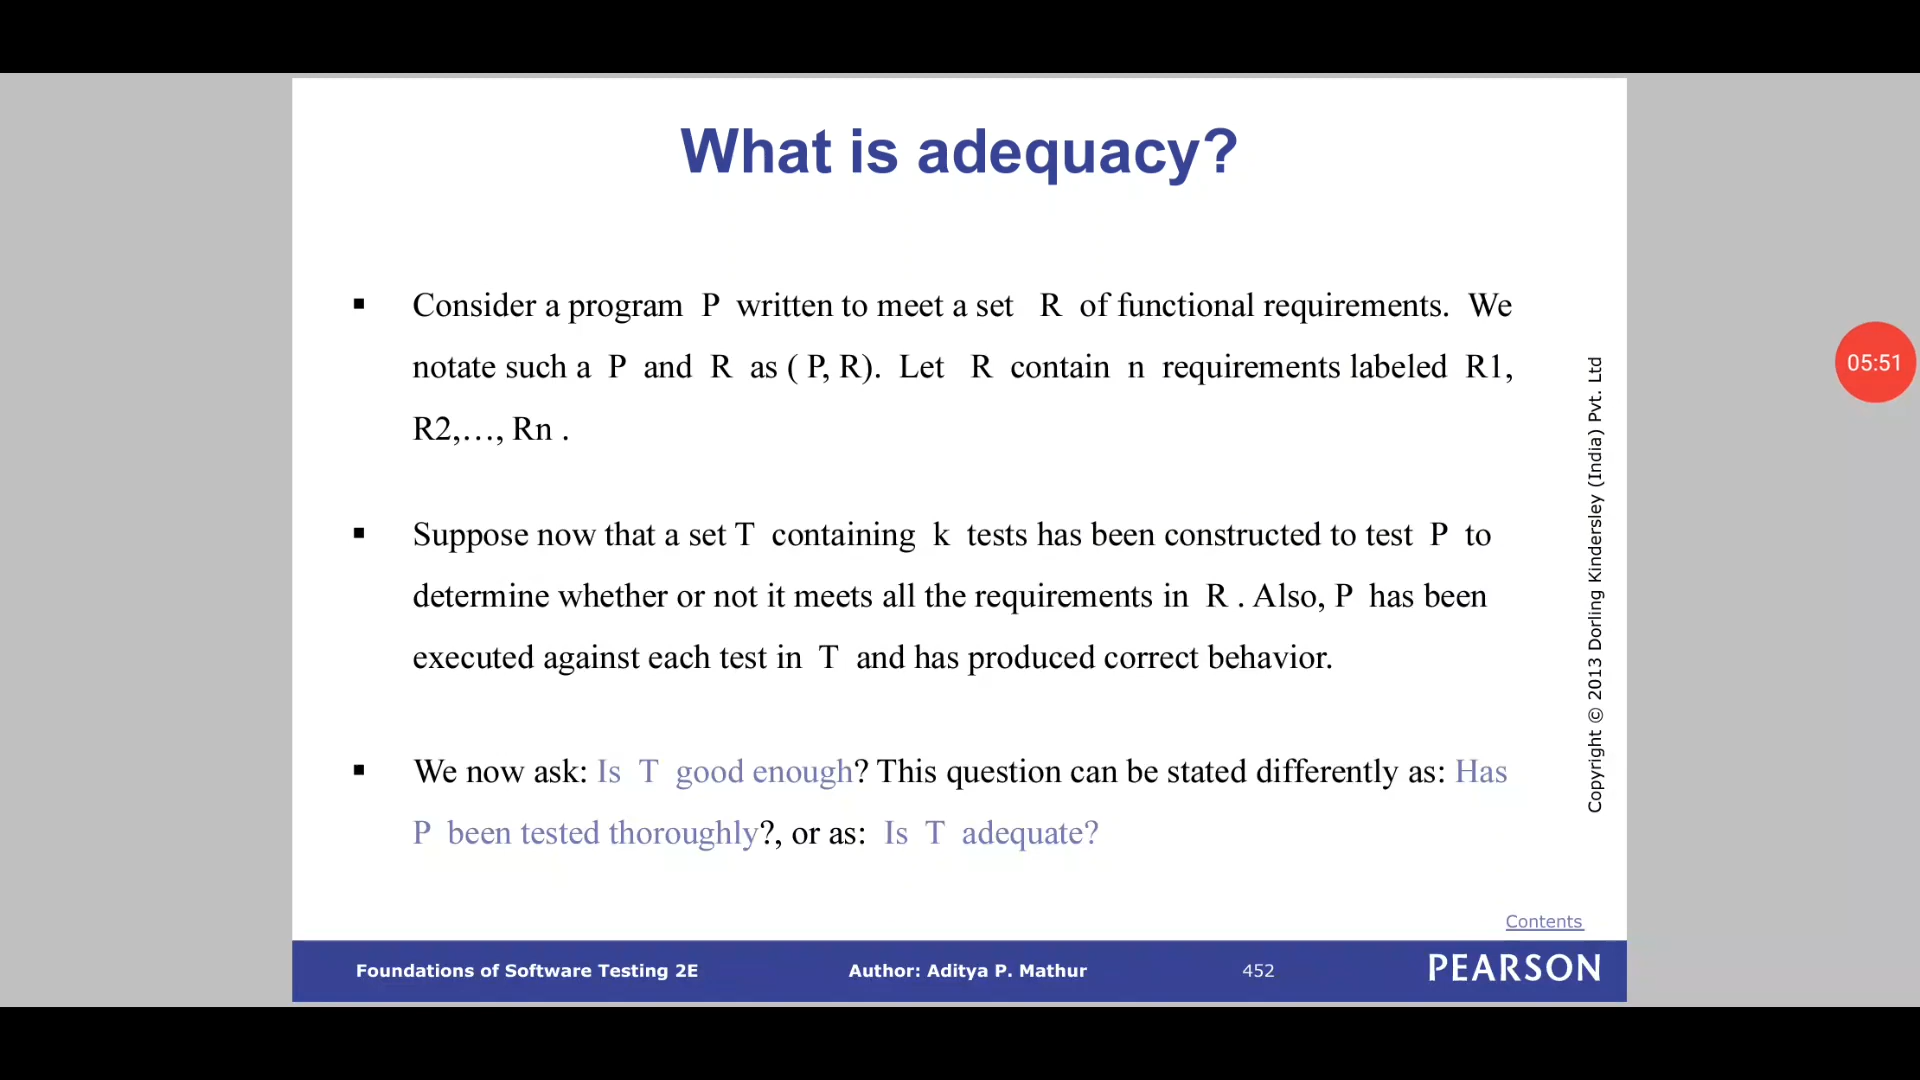 What is adequacy?
▪ Consider a program P written to meet a set R of functional requirements. We
notate such a P and R as ( P, R). Let R contain n requirements labeled R1,
R2,…, Rn .
▪ Suppose now that a set T containing k tests has been constructed to test P to
determine whether or not it meets all the requirements in R . Also, P has been
executed against each test in T and has produced correct behavior.
▪ We now ask: Is T good enough? This question can be stated differently as: Has
P been tested thoroughly?, or as: Is T adequate?
Copyright © 2013 Dorling Kindersley (India) Pvt. Ltd
05:51
Contents
Foundations of Software Testing 2E Author: Aditya P. Mathur 452 PEARSON